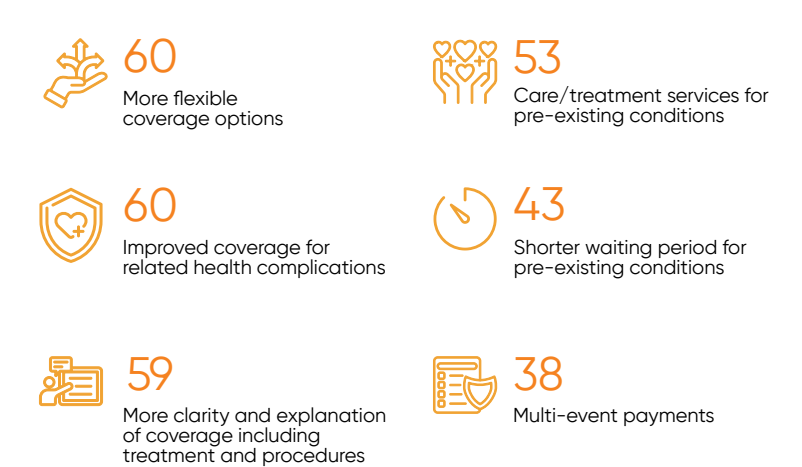 60
More flexible
coverage options
60
Improved coverage for
related health complications
59
More clarity and explanation
of coverage including
treatment and procedures
53
Care/treatment services for
pre-existing conditions
43
Shorter waiting period for
pre-existing conditions
38
Multi-event payments